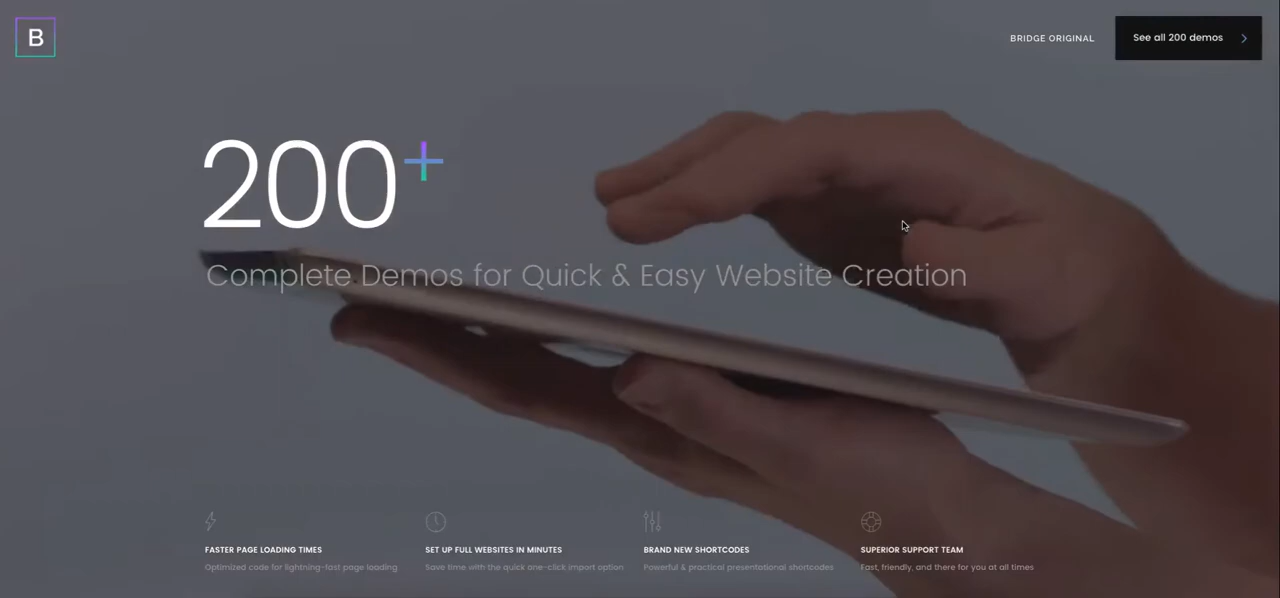 B
BRIDGE ORIGINAL
See all 200 demos
200+
Complete Demos for Quick & Easy Website Creation
FASTER PAGE LOADING TIMES
Optimized code for lightning-fast page loading
SET UP FULL WEBSITES IN MINUTES
Save time with the quick one-click import option
BRAND NEW SHORTCODES
Powerful & practical presentational shortcodes
SUPERIOR SUPPORT TEAM
Fast, friendly, and there for you at all times